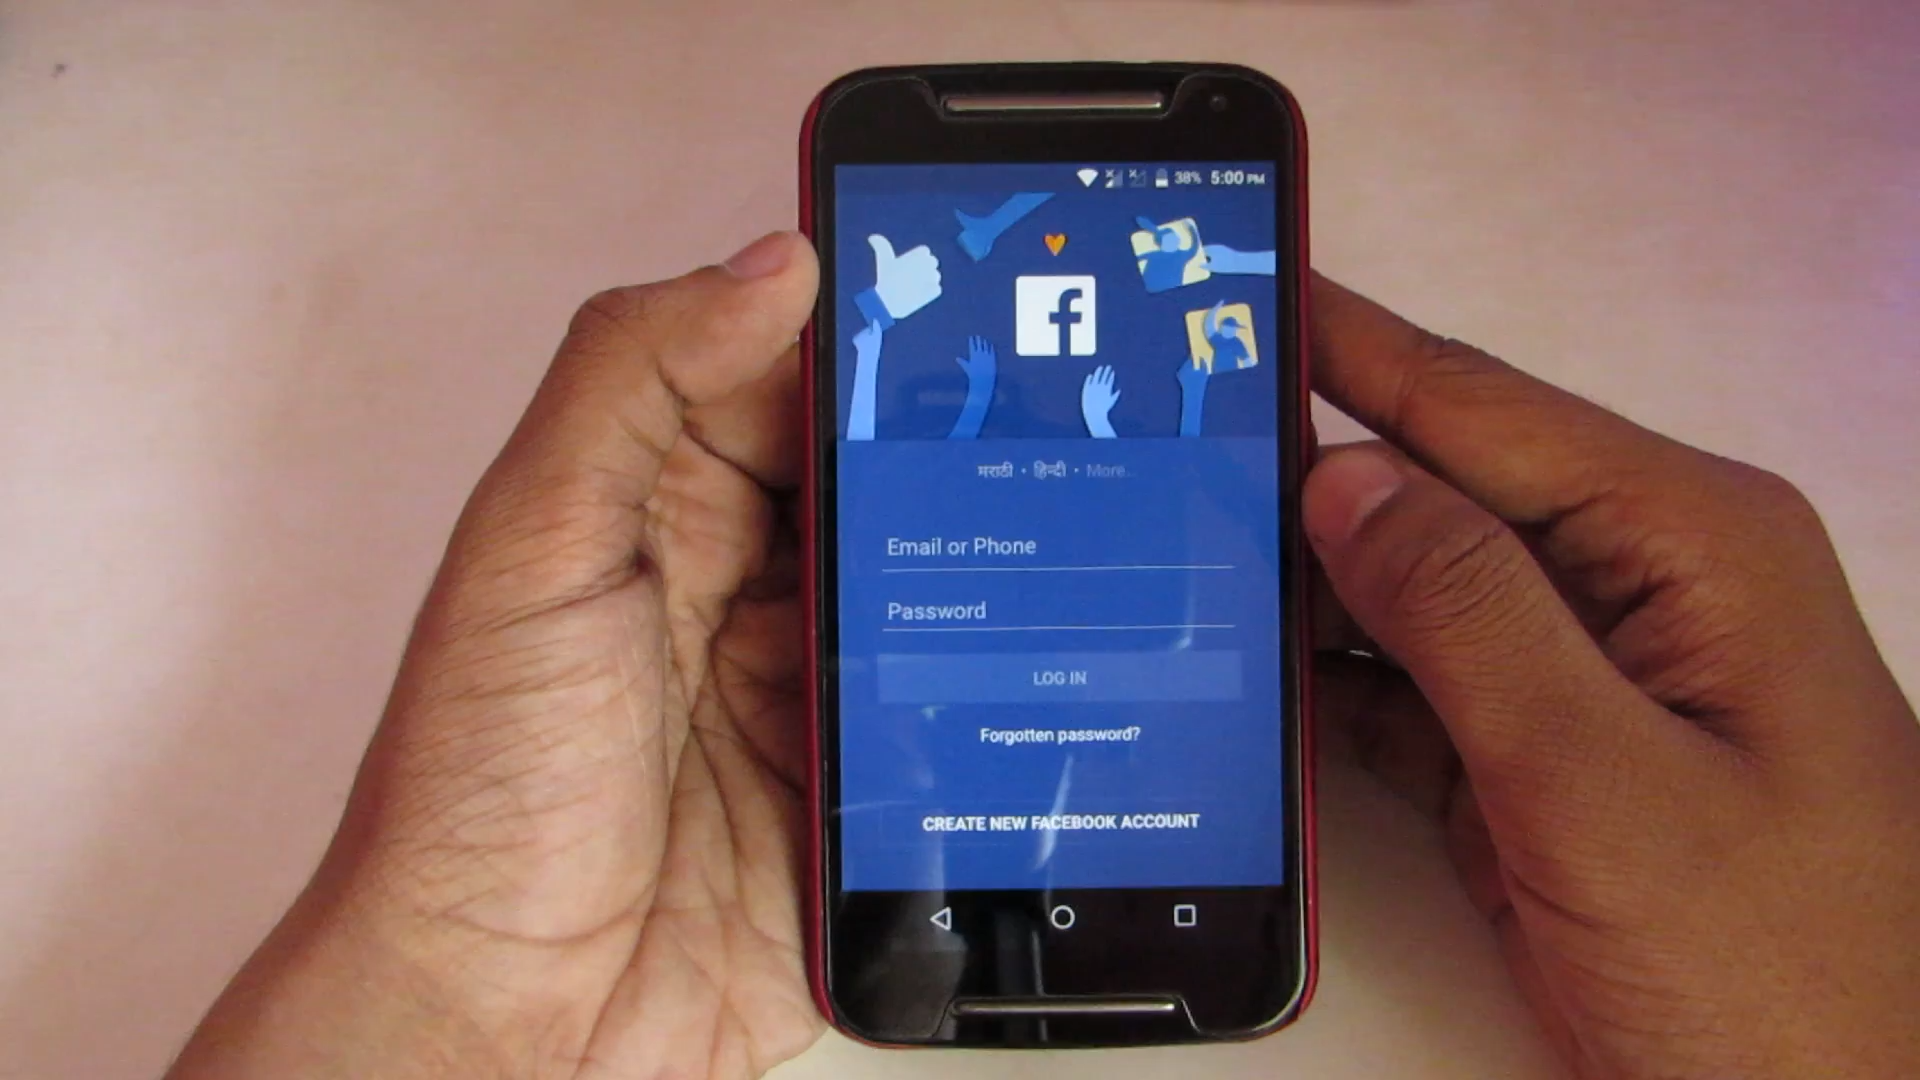 38% 5:00 PM
f
मराठी • हिन्दी • More...
Email or Phone
Password
LOG IN
Forgotten password?
CREATE NEW FACEBOOK ACCOUNT